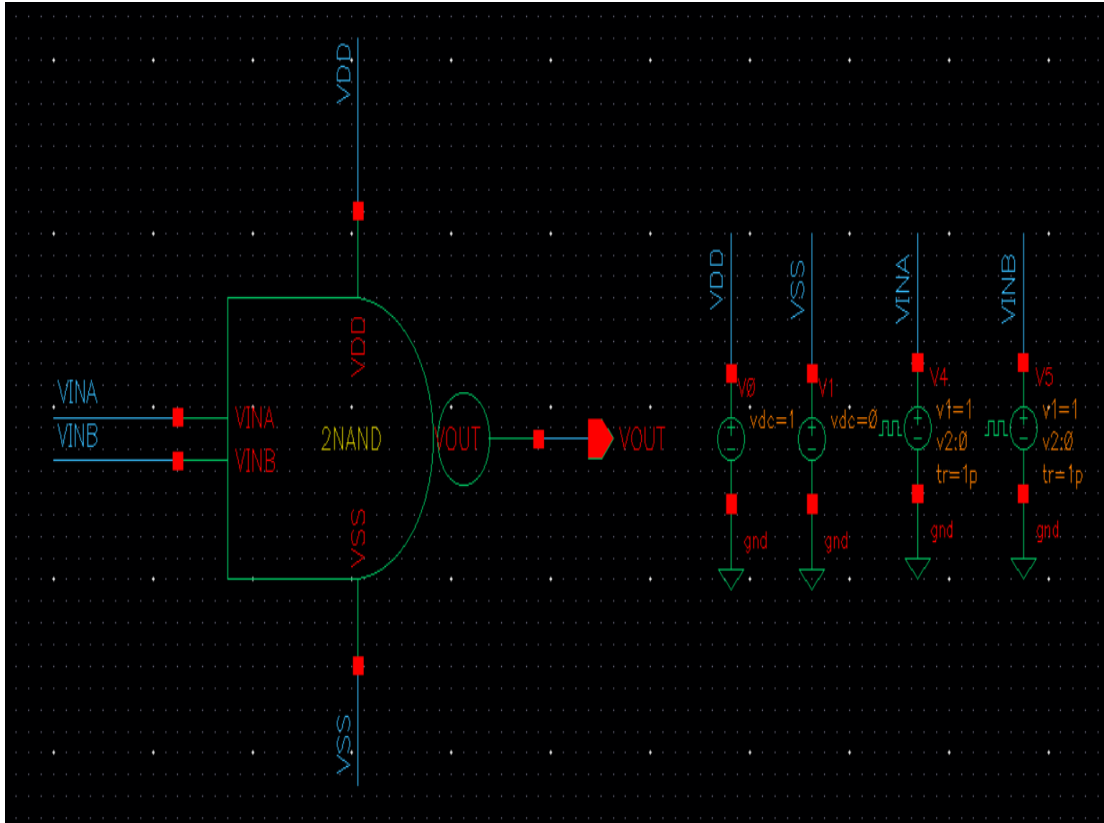 VDD
VDD
VINA
VINB
VINA
VINB
2NAND
VOUT
VOUT
VSS
VSS
VDD
VSS
VINA
VINB
V0
vdc=1
gnd
V1
vdc=0
gnd
V4
v1=1
v2:0
tr=1p
gnd
V5
v1=1
v2:0
tr=1p
gnd